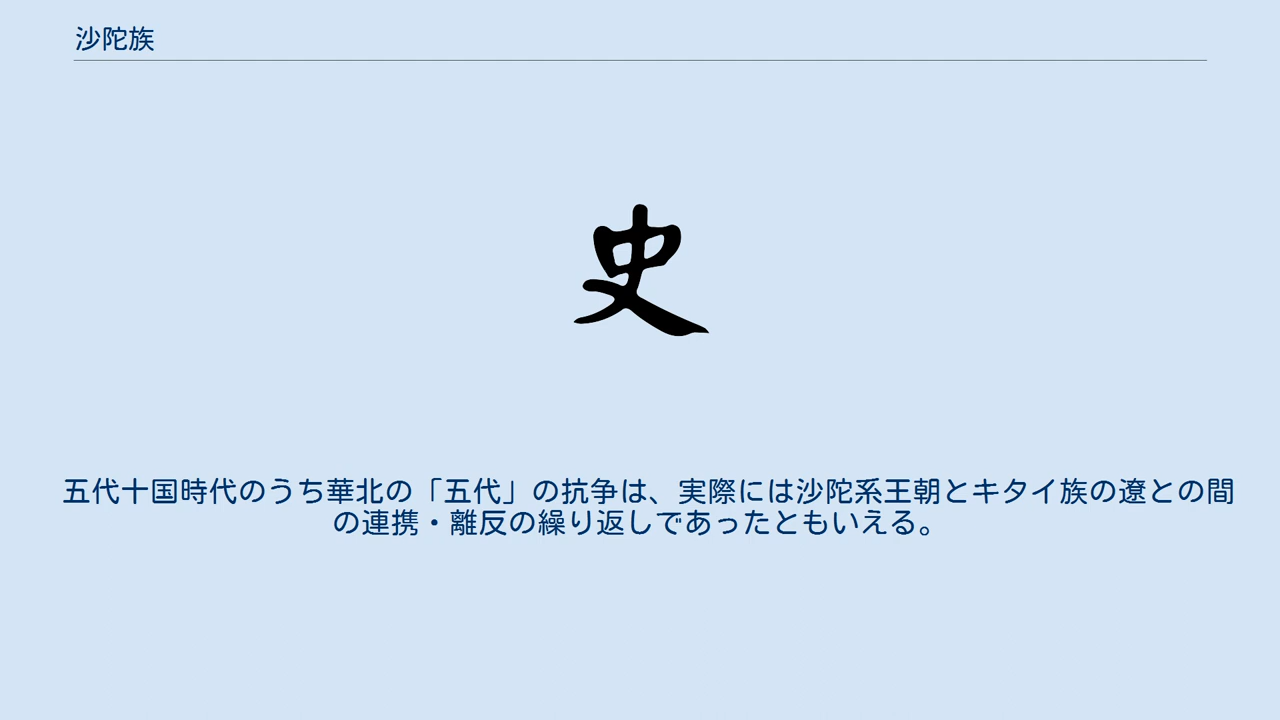 沙陀族
史
五代十国時代のうち華北の「五代」の抗争は、実際には沙陀系王朝とキタイ族の遼との間
の連携・離反の繰り返しであったともいえる。